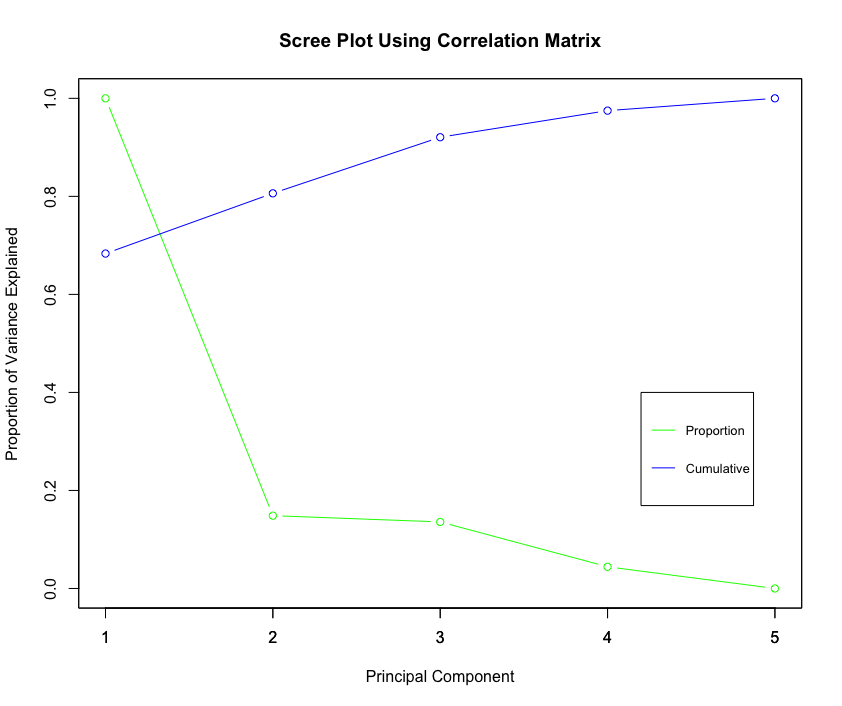 Scree Plot Using Correlation Matrix
Proportion of Variance Explained
1.0
0.8
0.6
0.4
0.2
0.0
Proportion
Cumulative
1 2 3 4 5
Principal Component